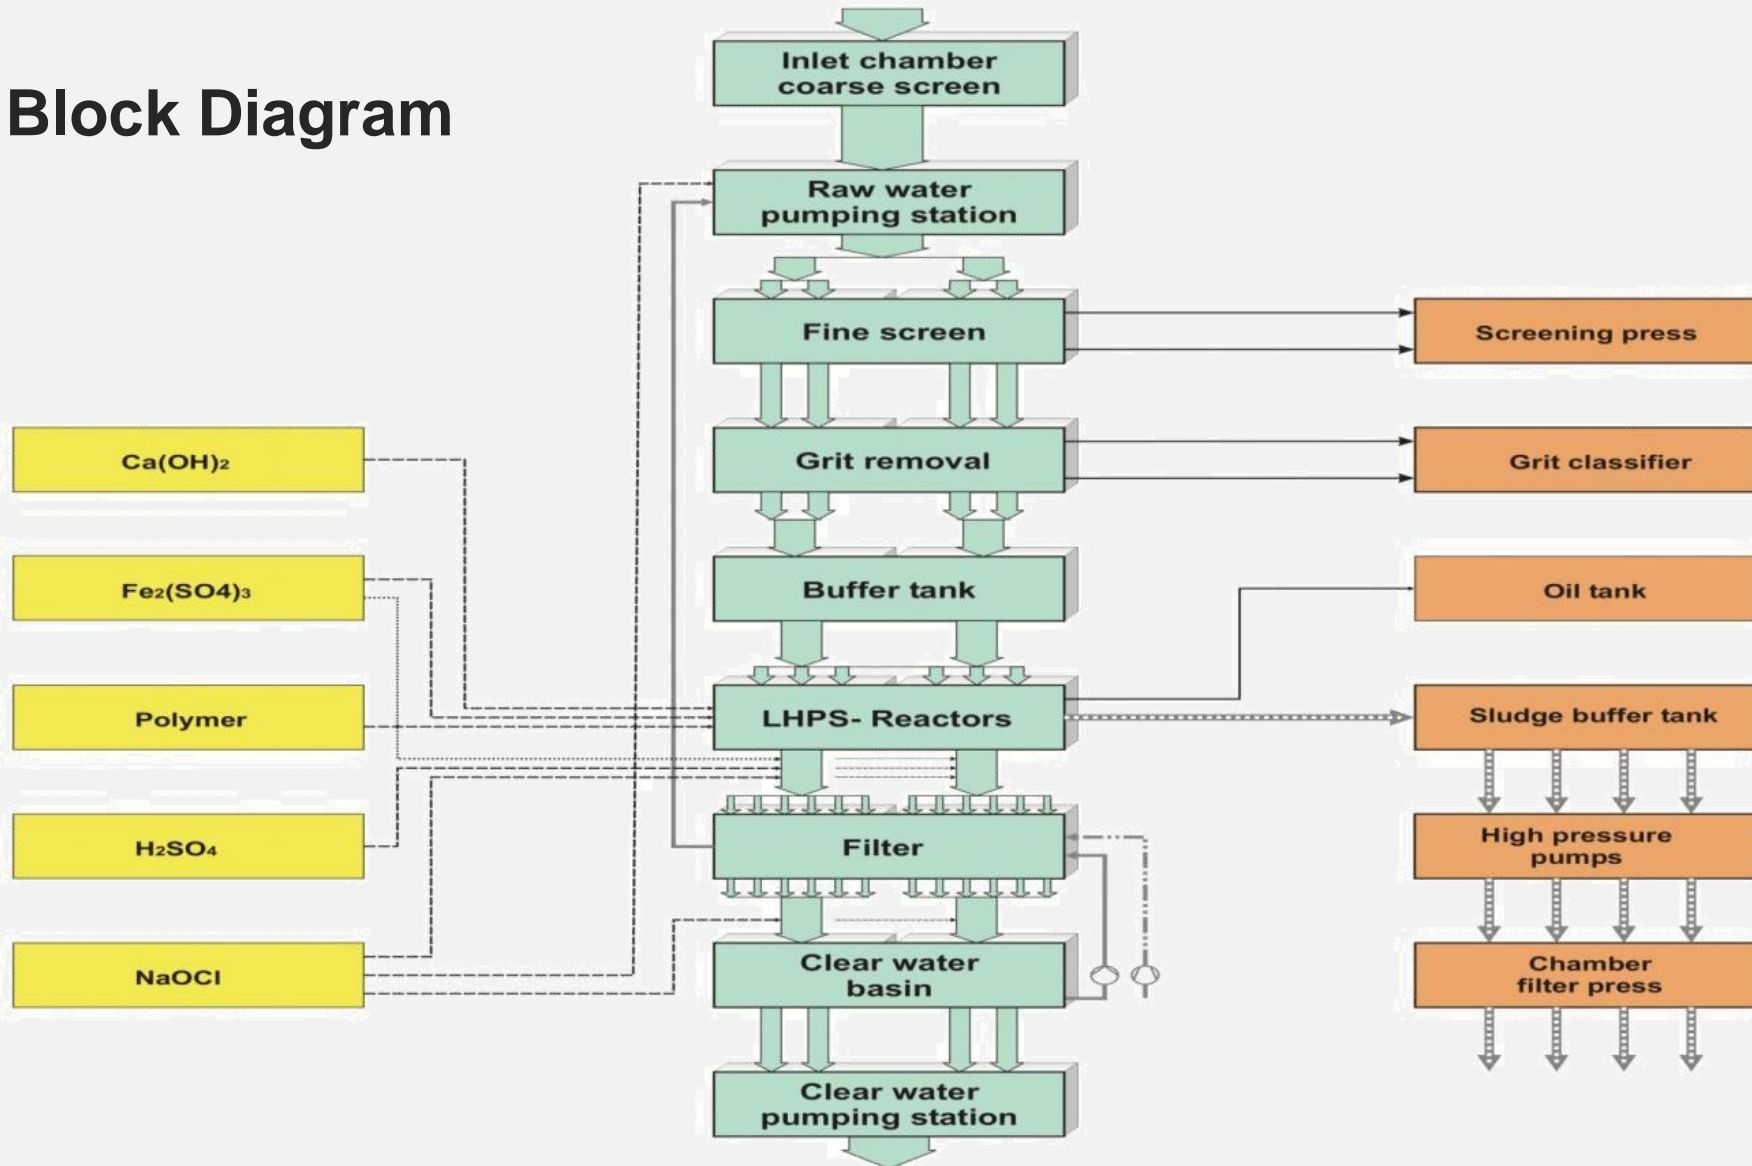 Block Diagram
Inlet chamber
coarse screen
Raw water
pumping station
Fine screen
Screening press
Ca(OH)₂
Grit removal
Grit classifier
Fe₂(SO4)₃
Buffer tank
Oil tank
Polymer
LHPS- Reactors
Sludge buffer tank
H₂SO₄
Filter
High pressure
pumps
NaOCl
Clear water
basin
Chamber
filter press
Clear water
pumping station